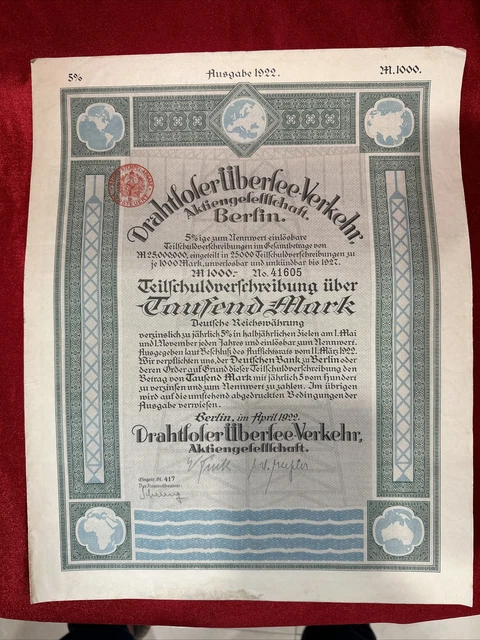 5%
Ausgabe 1922.
M. 1000.
Drahtloser Übersee-Verkehr,
Aktiengesellschaft.
Berlin.
5%ige zum Nennwert einlösbare
Teilschuldverschreibungen im Gesamtbetrage von
M 25,000,000, eingeteilt in 25000 Teilschuldverschreibungen zu
je 1000 Mark, unverlosbar und unkündbar bis 1927.
M 1000.- No. 41605
Teilschuldverschreibung über
Tausend Mark
Deutsche Reichswährung
verzinslich zu jährlich 5% in halbjährlichen Zielen am 1. Mai
und 1. November jeden Jahres und einlösbar zum Nennwert.
Ausgegeben laut Beschluß des Aufsichtsrats vom 11. März 1922.
Wir verpflichten uns, der Deutschen Bank zu Berlin oder
deren Order auf Grund dieser Teilschuldverschreibung den
Betrag von Tausend Mark mit jährlich 5 vom Hundert
zu verzinsen und zum Nennwert zu zahlen. Im übrigen
wird auf die umstehend abgedruckten Bedingungen der
Ausgabe verwiesen.
Berlin, im April 1922.
Drahtloser Übersee-Verkehr,
Aktiengesellschaft.
Eingetr. Bl. 417